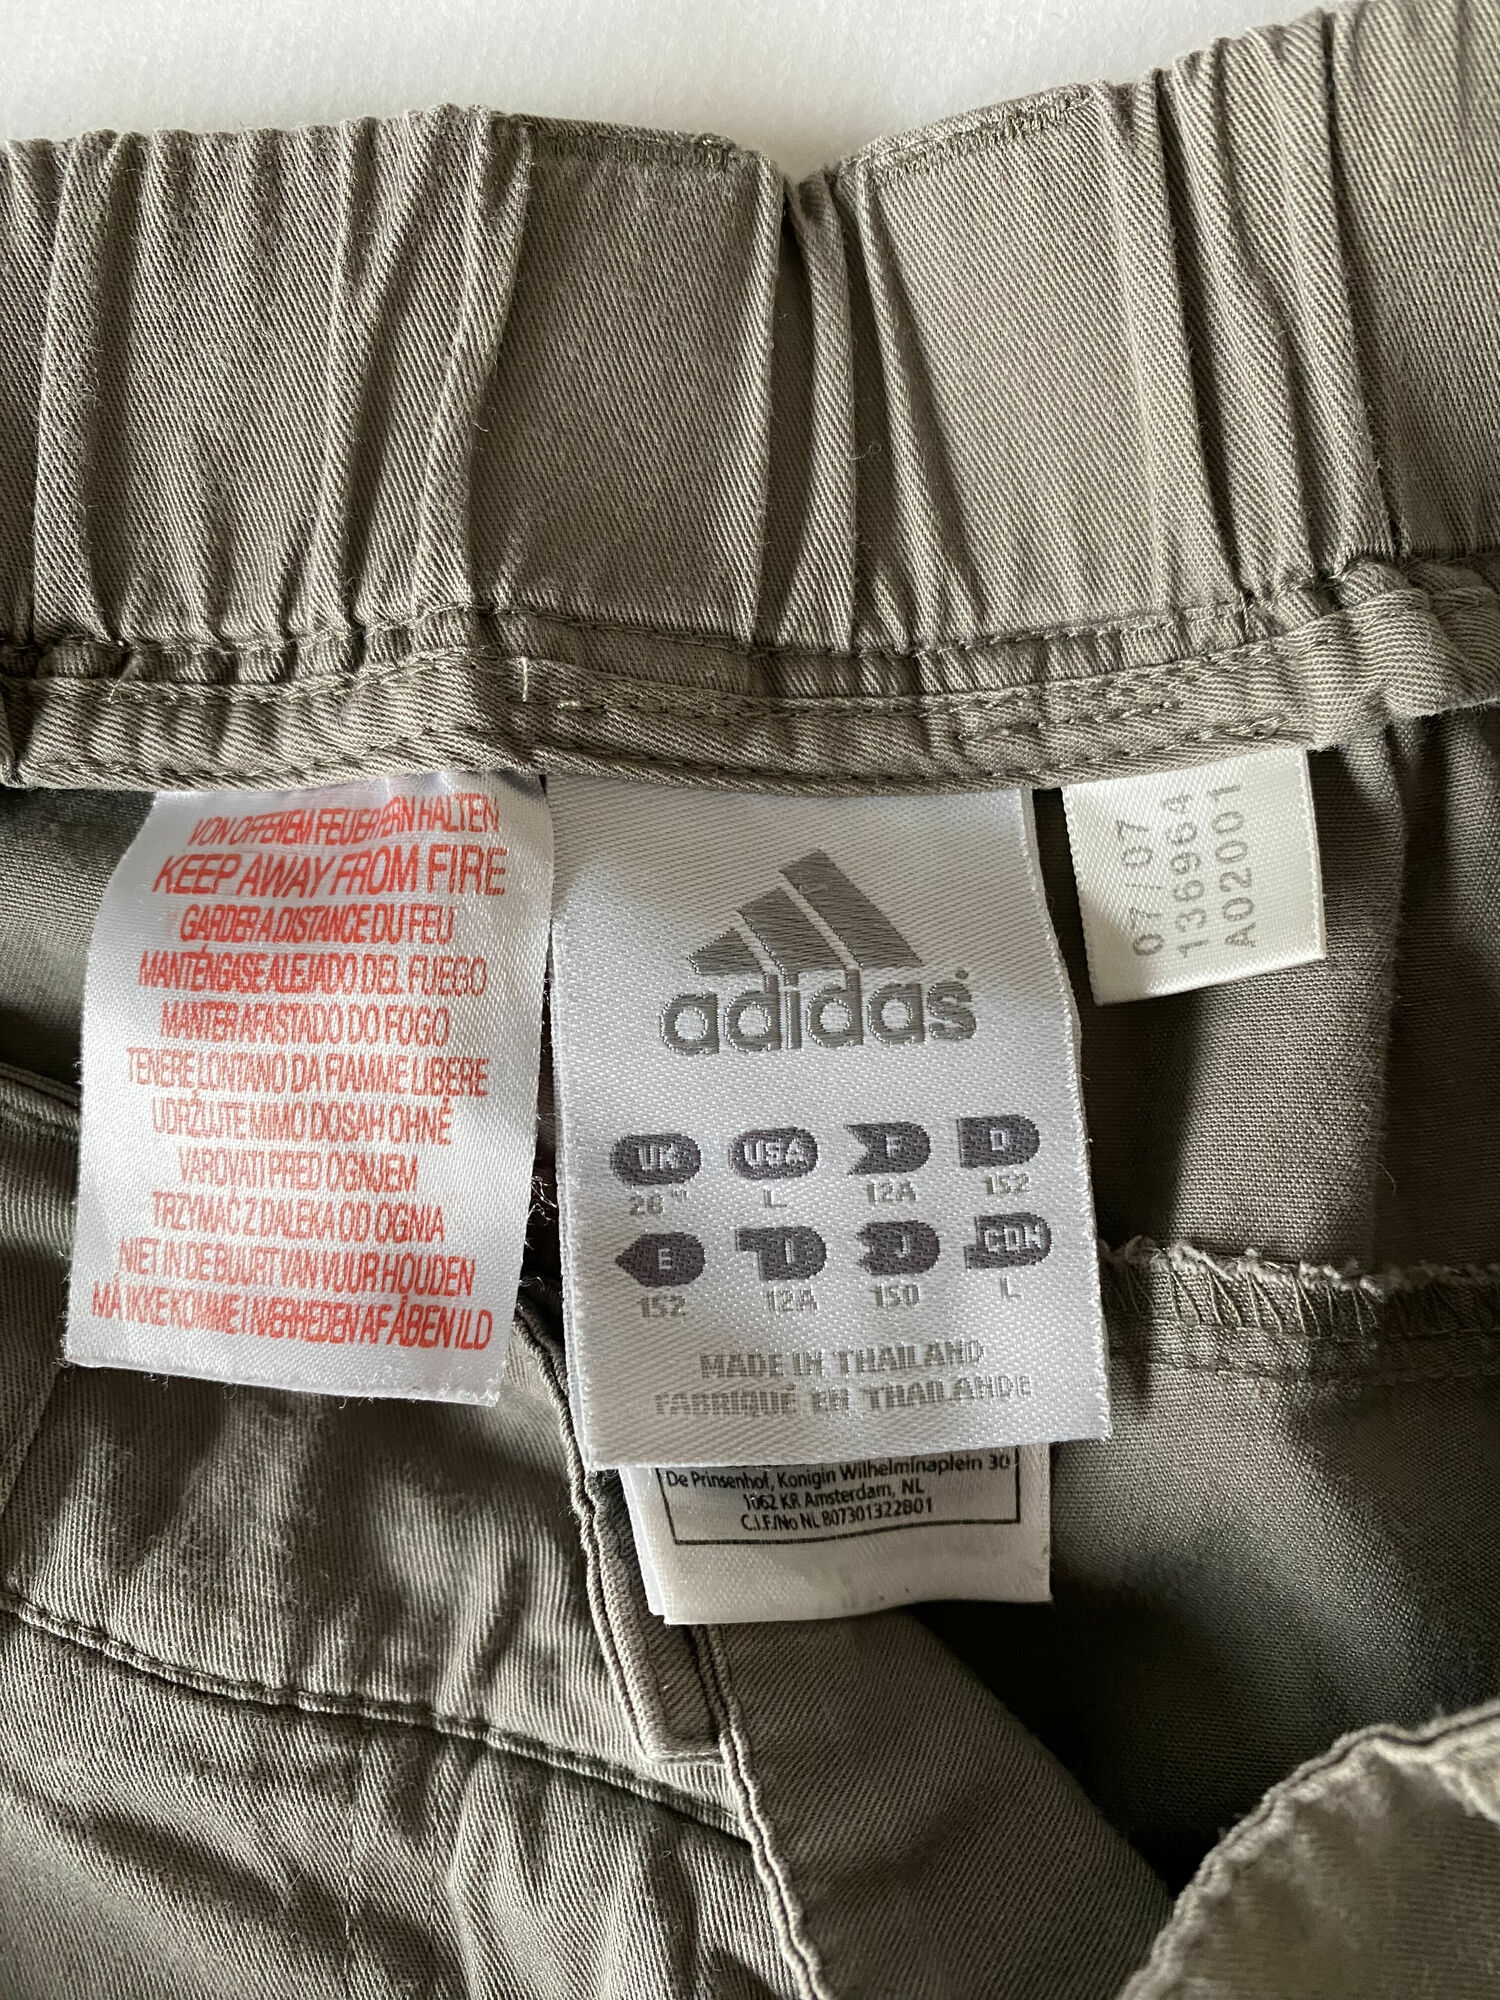 VON OFFENEM FEUER FERN HALTEN
KEEP AWAY FROM FIRE
GARDER A DISTANCE DU FEU
MANTÉNGASE ALEJADO DEL FUEGO
MANTER AFASTADO DO FOGO
TENERE LONTANO DA FIAMME LIBERE
UDRŽUJTE MIMO DOSAH OHNĚ
VAROVATI PRED OGNJEM
TRZYMAĆ Z DALEKA OD OGNIA
NIET IN DE BUURT VAN VUUR HOUDEN
MÅ IKKE KOMME I NÆRHEDEN AF ÅBEN ILD
adidas
UK USA F D
26" L 12A 152
E I J CDN
152 12A 150 L
MADE IN THAILAND
FABRIQUÉ EN THAILANDE
De Prinsenhof, Konigin Wilhelminaplein 30
1062 KR Amsterdam, NL
C.I.F./No NL 807301322B01
07/07
136964
A02001